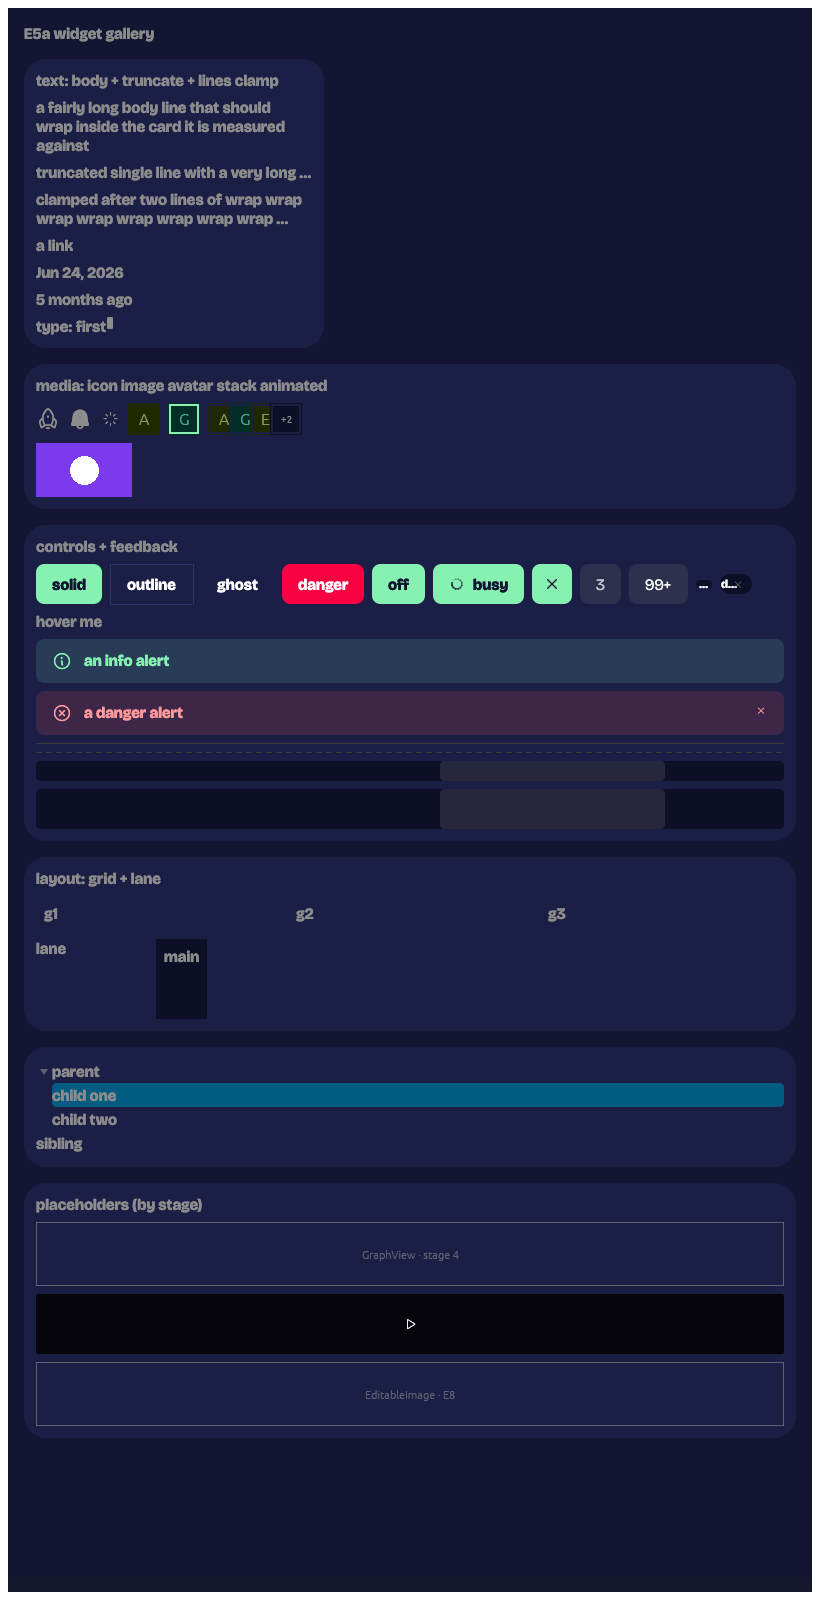 E5a widget gallery
text: body + truncate + lines clamp
a fairly long body line that should
wrap inside the card it is measured
against
truncated single line with a very long ...
clamped after two lines of wrap wrap
wrap wrap wrap wrap wrap wrap ...
a link
Jun 24, 2026
5 months ago
type: first
media: icon image avatar stack animated
A G A G E +2
controls + feedback
solid outline ghost danger off busy 3 99+ ... d...
hover me
an info alert
a danger alert
layout: grid + lane
g1 g2 g3
lane main
parent
child one
child two
sibling
placeholders (by stage)
GraphView · stage 4
EditableImage · E8